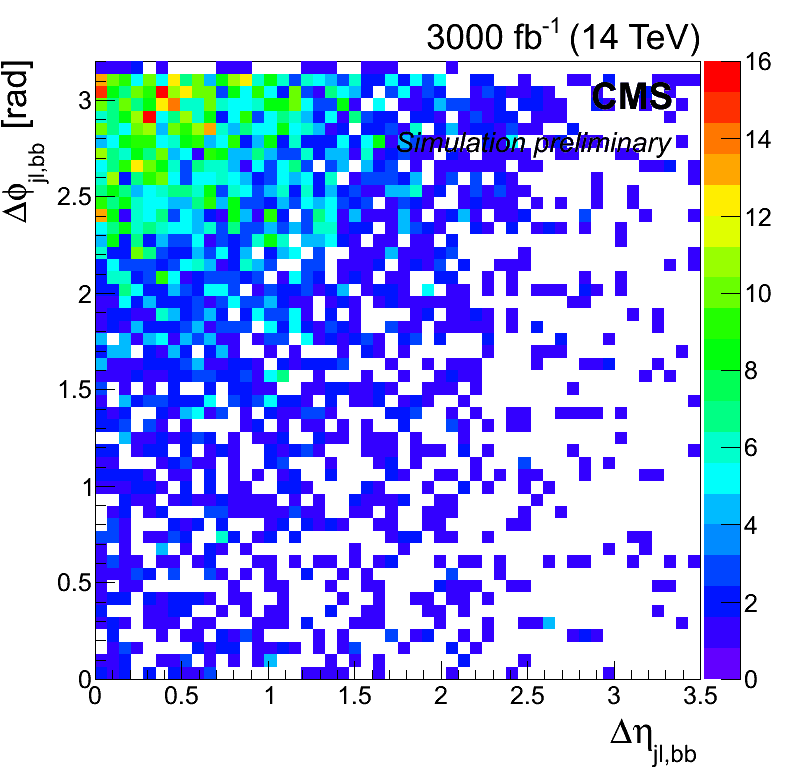 3000 fb-1 (14 TeV)
CMS
Simulation preliminary
Δϕjl,bb [rad]
3
2.5
2
1.5
1
0.5
0
0 0.5 1 1.5 2 2.5 3 3.5
Δηjl,bb
16
14
12
10
8
6
4
2
0